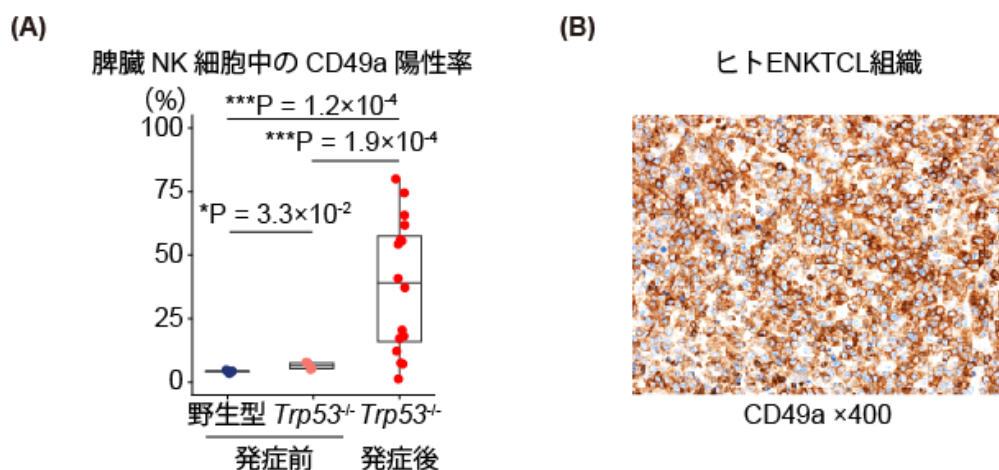 (A)
脾臓 NK 細胞中の CD49a 陽性率
(%)
***P = 1.2×10-4
100
***P = 1.9×10-4
75
*P = 3.3×10-2
50
25
0
野生型 Trp53-/- Trp53-/-
発症前 発症後
(B)
ヒトENKTCL組織
CD49a ×400